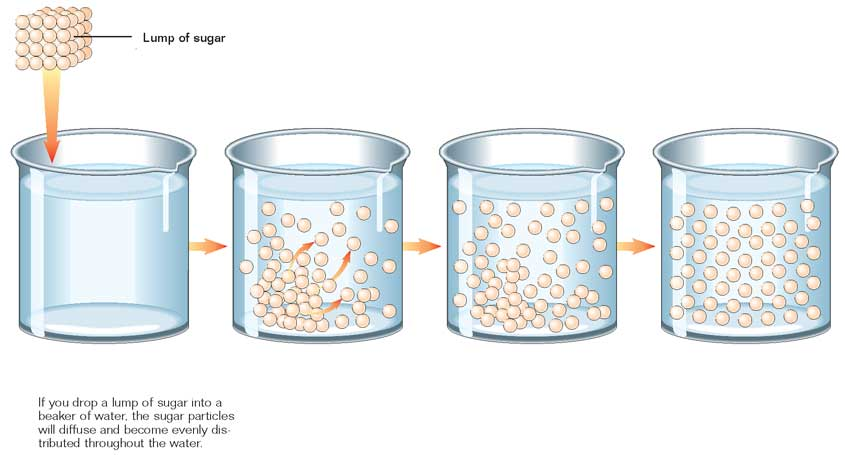 Lump of sugar
If you drop a lump of sugar into a
beaker of water, the sugar particles
will diffuse and become evenly dis-
tributed throughout the water.